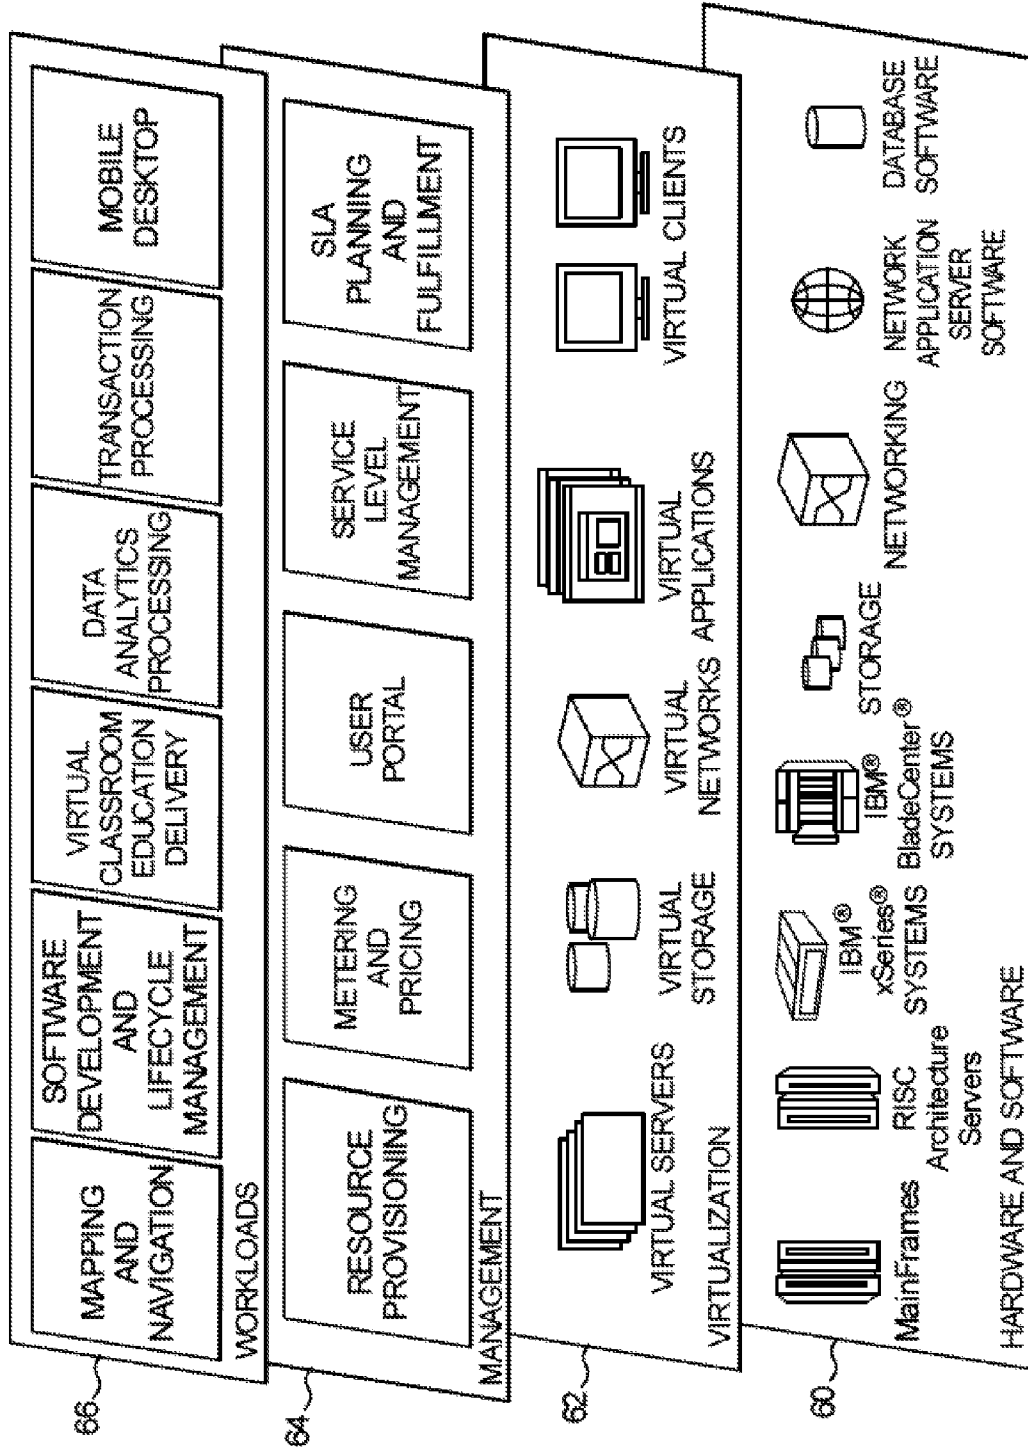 66
MAPPING
AND
NAVIGATION
SOFTWARE
DEVELOPMENT
AND
LIFECYCLE
MANAGEMENT
VIRTUAL
CLASSROOM
EDUCATION
DELIVERY
DATA
ANALYTICS
PROCESSING
TRANSACTION
PROCESSING
MOBILE
DESKTOP
WORKLOADS
64
RESOURCE
PROVISIONING
METERING
AND
PRICING
USER
PORTAL
SERVICE
LEVEL
MANAGEMENT
SLA
PLANNING
AND
FULFILLMENT
MANAGEMENT
62
VIRTUAL SERVERS
VIRTUAL
STORAGE
VIRTUAL
NETWORKS
VIRTUAL
APPLICATIONS
VIRTUAL CLIENTS
VIRTUALIZATION
60
MainFrames
RISC
Architecture
Servers
IBM®
xSeries®
SYSTEMS
IBM®
BladeCenter®
SYSTEMS
STORAGE
NETWORKING
NETWORK
APPLICATION
SERVER
SOFTWARE
DATABASE
SOFTWARE
HARDWARE AND SOFTWARE